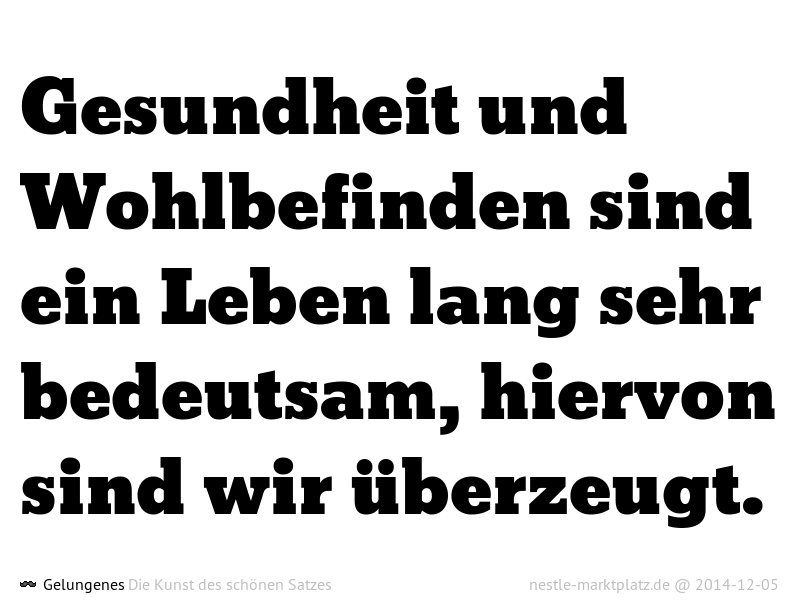 Gesundheit und
Wohlbefinden sind
ein Leben lang sehr
bedeutsam, hiervon
sind wir überzeugt.
Gelungenes Die Kunst des schönen Satzes
nestle-marktplatz.de @ 2014-12-05